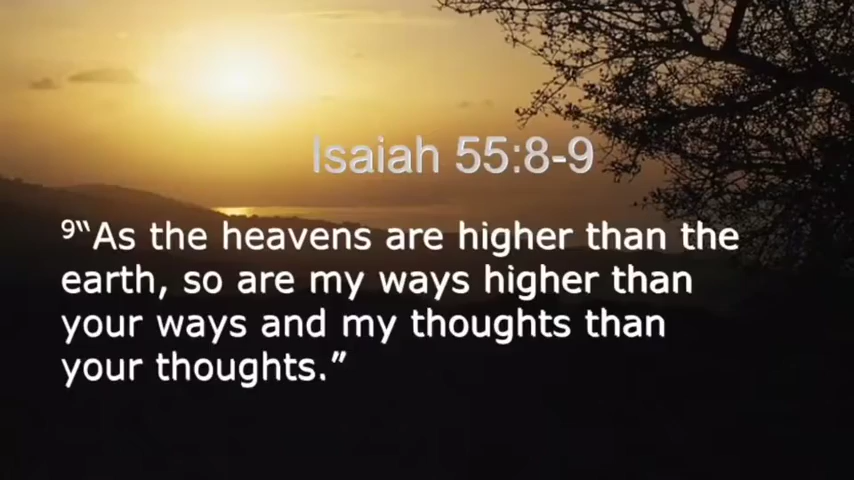 Isaiah 55:8-9
⁹“As the heavens are higher than the
earth, so are my ways higher than
your ways and my thoughts than
your thoughts.”